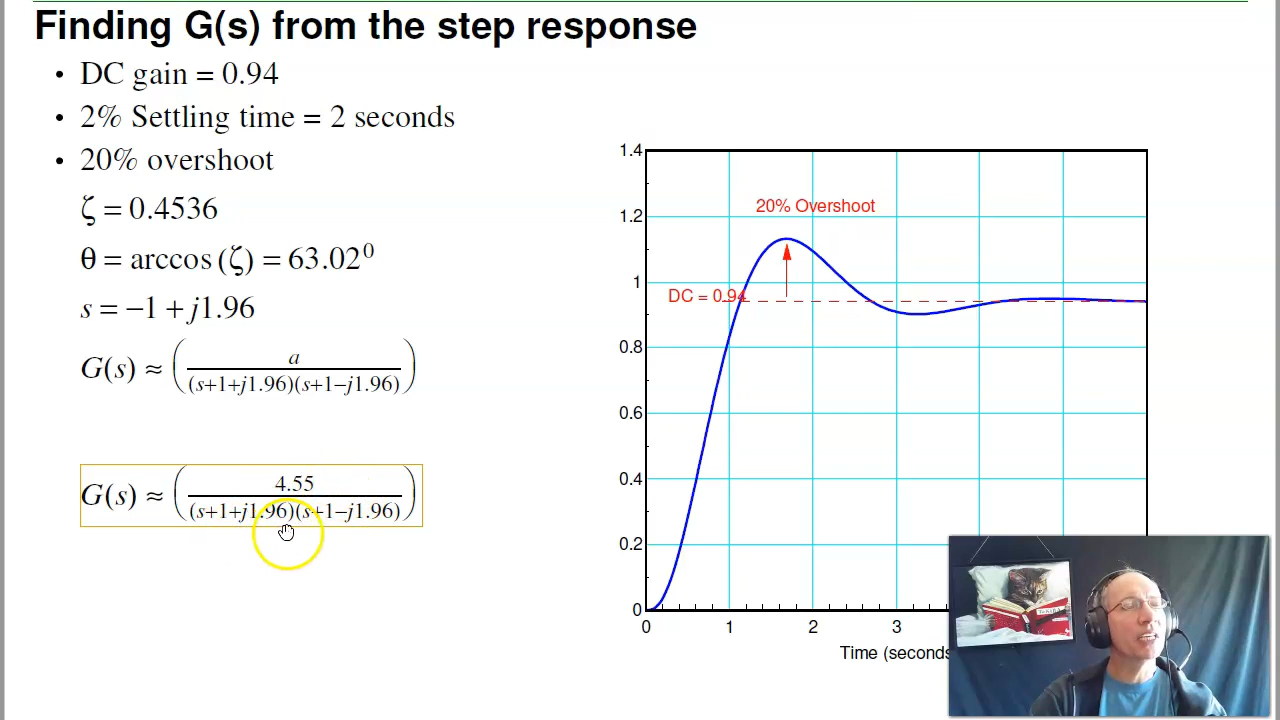 Finding G(s) from the step response
• DC gain = 0.94
• 2% Settling time = 2 seconds
• 20% overshoot
ζ = 0.4536
θ = arccos (ζ) = 63.02⁰
s = −1 + j1.96
G(s) ≈ ( a / (s+1+j1.96)(s+1−j1.96) )
G(s) ≈ ( 4.55 / (s+1+j1.96)(s+1−j1.96) )
1.4
1.2
1
0.8
0.6
0.4
0.2
0
20% Overshoot
DC = 0.94
0 1 2 3
Time (seconds